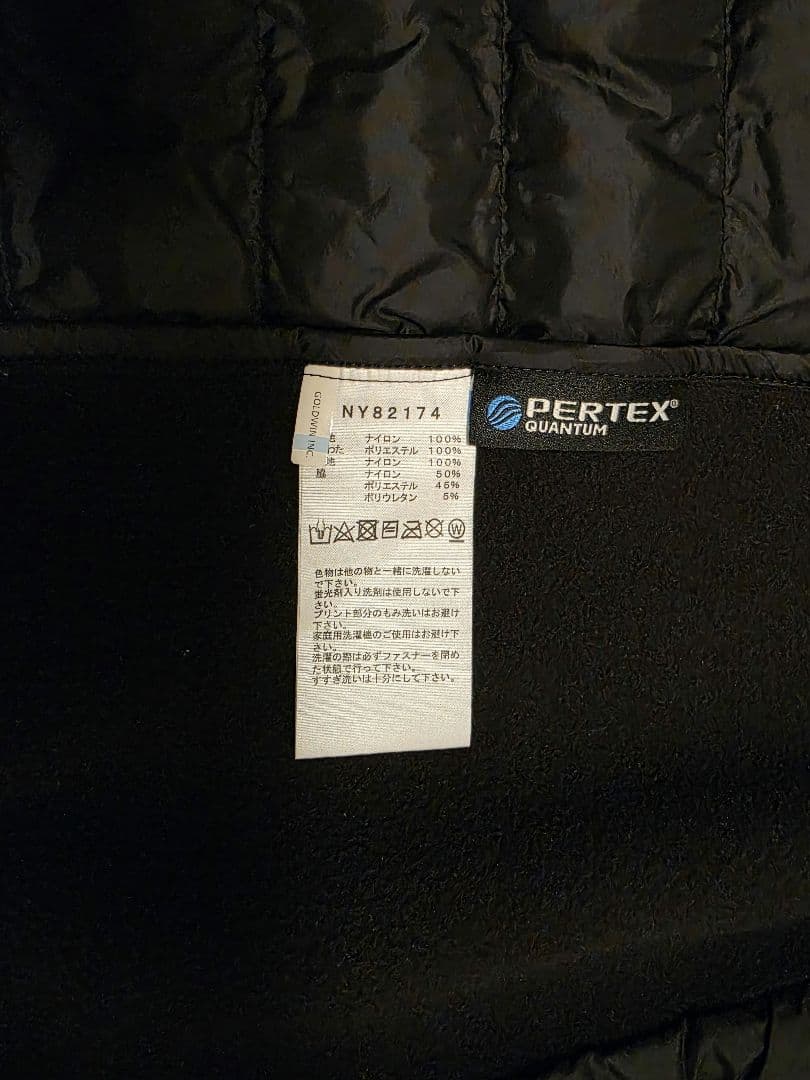 GOLDWIN INC.
NY82174
ナイロン 100%
わた ポリエステル 100%
地 ナイロン 100%
脇 ナイロン 50%
ポリエステル 45%
ポリウレタン 5%
W
色物は他の物と一緒に洗濯しない
で下さい。
蛍光剤入り洗剤は使用しないで下
さい。
プリント部分のもみ洗いはお避け
下さい。
家庭用洗濯機のご使用はお避け下
さい。
洗濯の際は必ずファスナーを閉め
た状態で行って下さい。
すすぎ洗いは十分にして下さい。
PERTEX®
QUANTUM